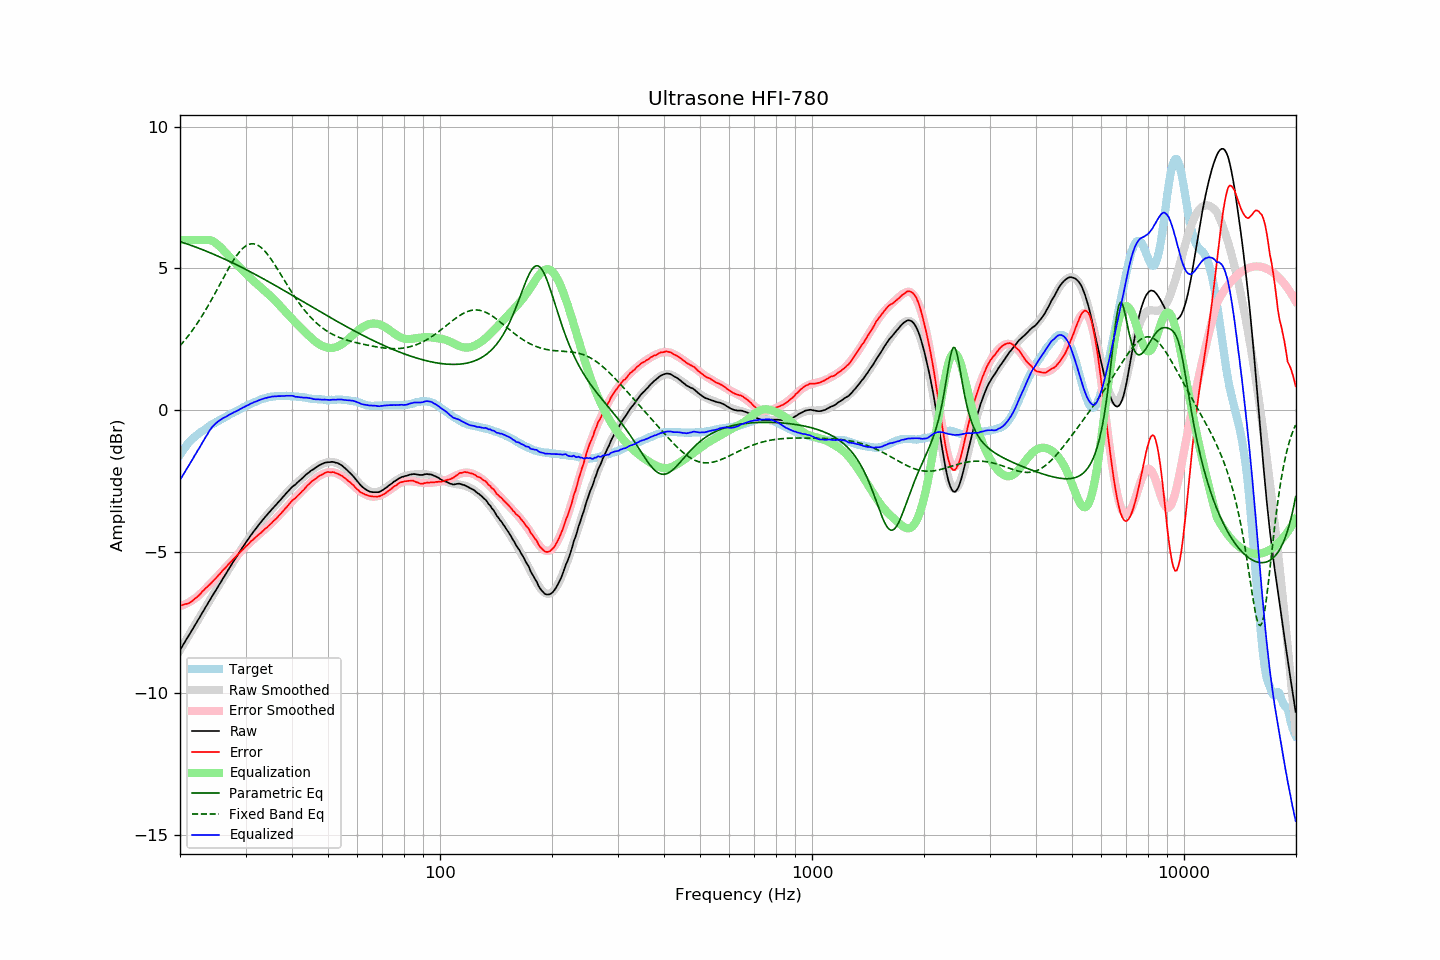 Ultrasone HFI-780
10
5
0
−5
−10
−15
Amplitude (dBr)
Target
Raw Smoothed
Error Smoothed
Raw
Error
Equalization
Parametric Eq
Fixed Band Eq
Equalized
100 1000 10000
Frequency (Hz)